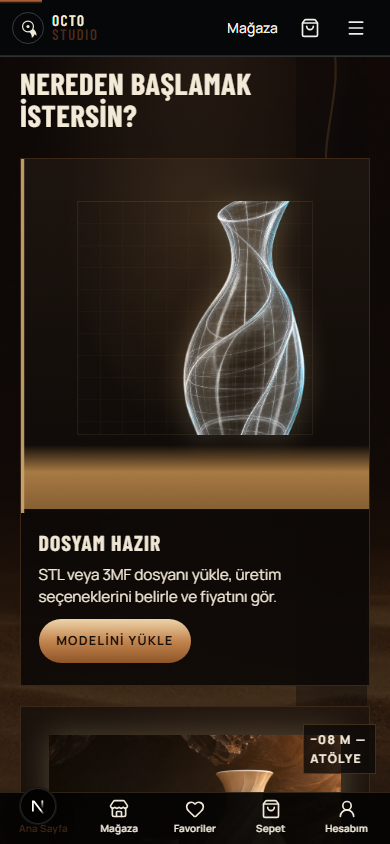 OCTO
STUDIO
Mağaza
NEREDEN BAŞLAMAK
İSTERSİN?
DOSYAM HAZIR
STL veya 3MF dosyanı yükle, üretim
seçeneklerini belirle ve fiyatını gör.
MODELİNİ YÜKLE
−08 M —
ATÖLYE
N
Ana Sayfa
Mağaza
Favoriler
Sepet
Hesabım